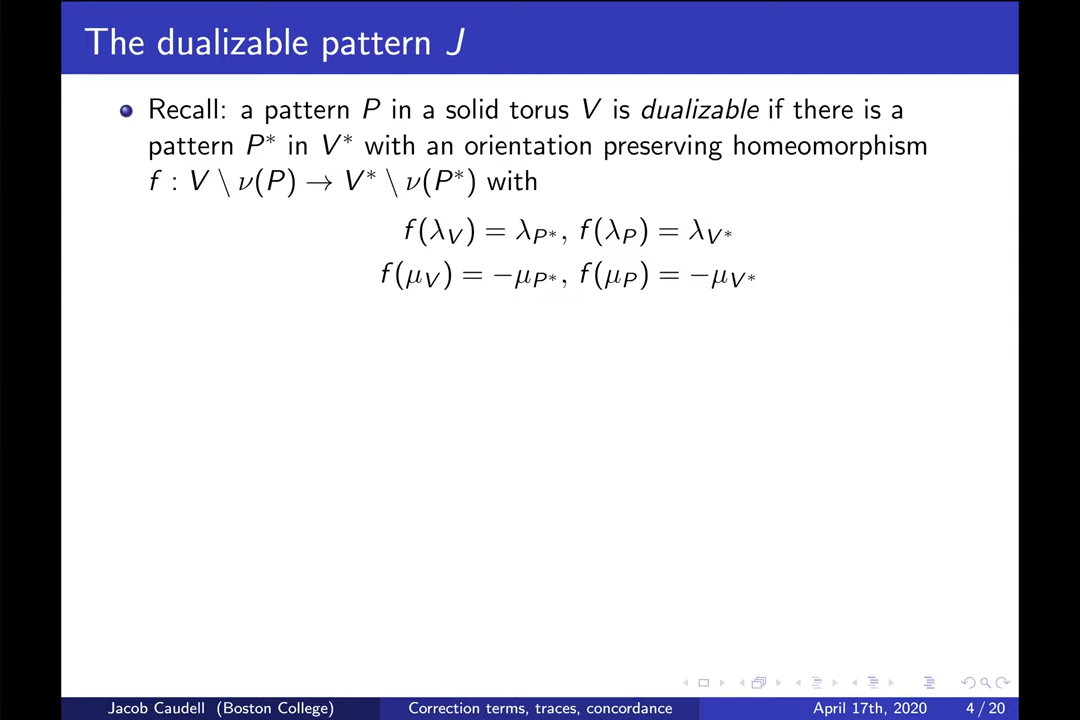 The dualizable pattern J
Recall: a pattern P in a solid torus V is dualizable if there is a
pattern P* in V* with an orientation preserving homeomorphism
f : V \ ν(P) → V* \ ν(P*) with
f(λ_V) = λ_{P*}, f(λ_P) = λ_{V*}
f(μ_V) = −μ_{P*}, f(μ_P) = −μ_{V*}
Jacob Caudell (Boston College) Correction terms, traces, concordance April 17th, 2020 4 / 20